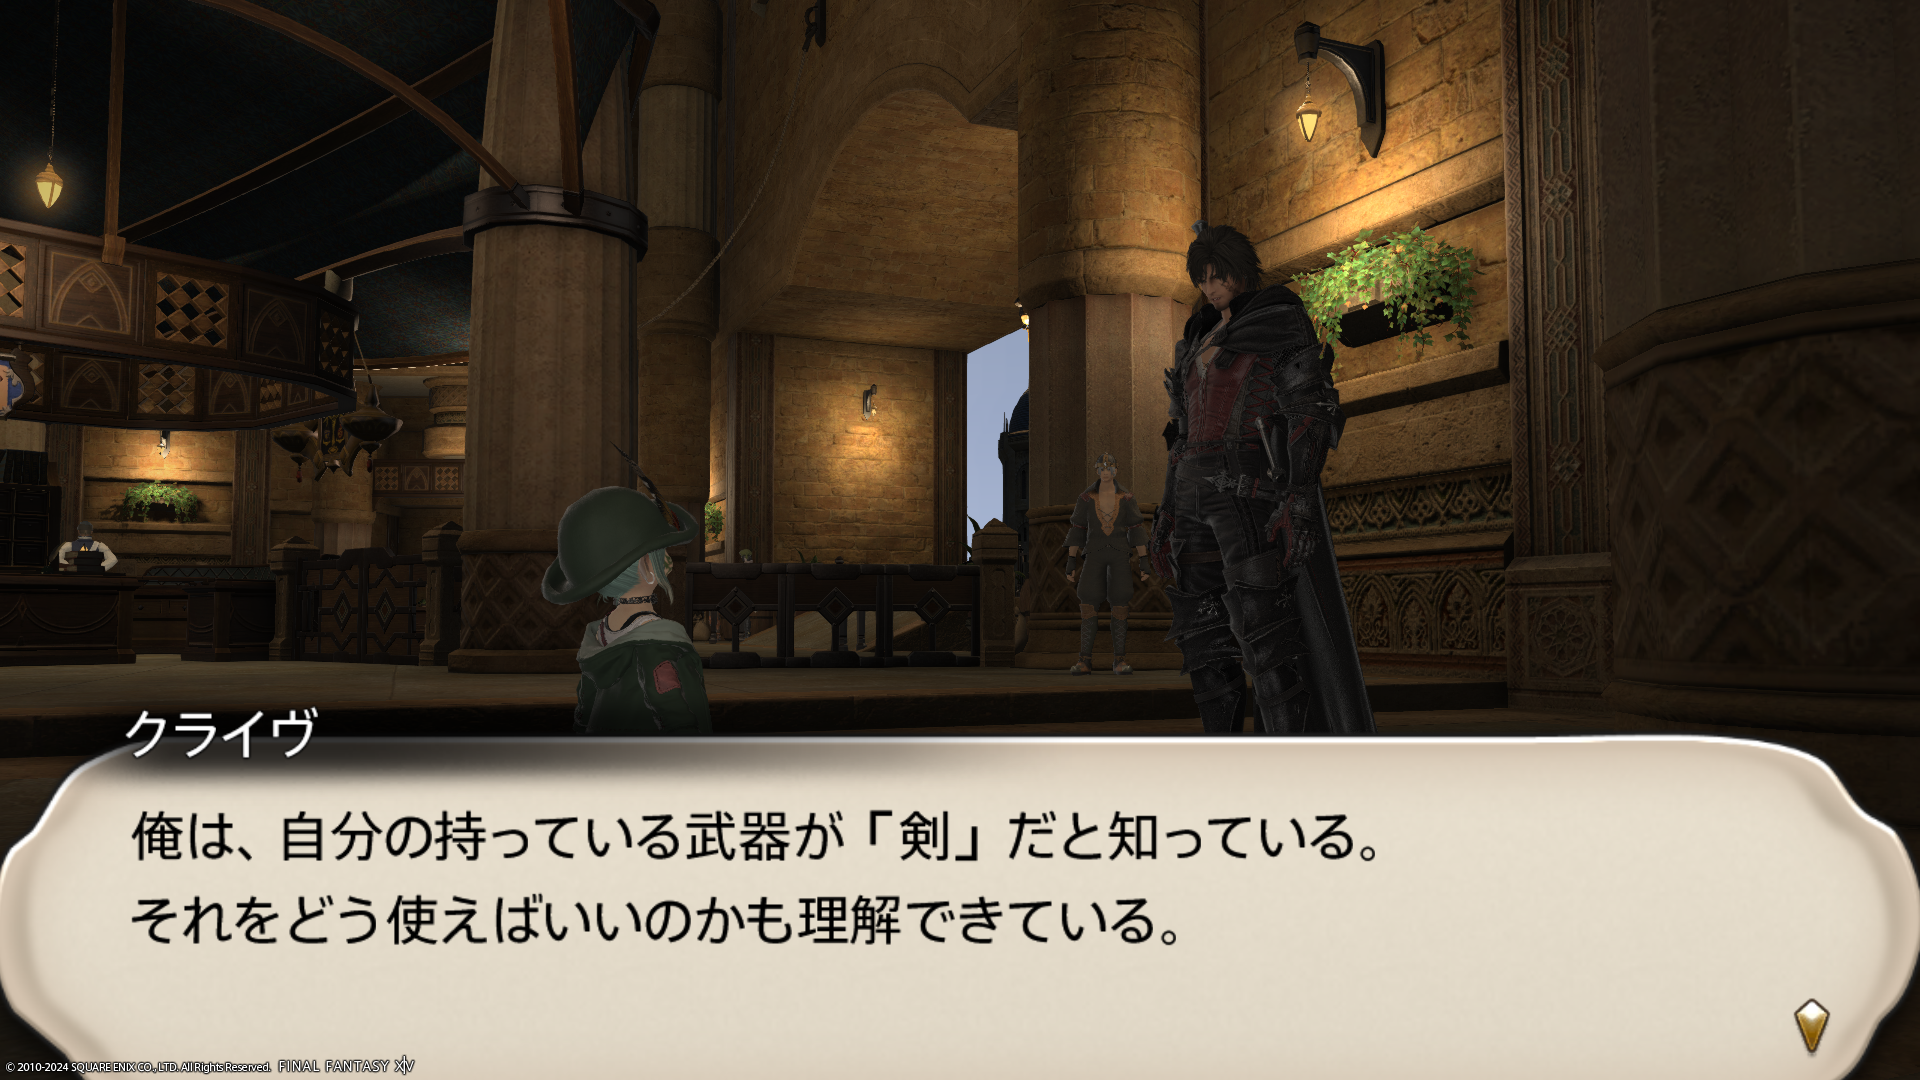 クライヴ
俺は、自分の持っている武器が「剣」だと知っている。
それをどう使えばいいのかも理解できている。
© 2010-2024 SQUARE ENIX CO., LTD. All Rights Reserved. FINAL FANTASY XIV